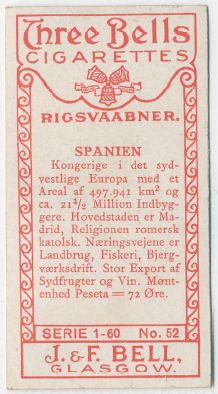 Three Bells
CIGARETTES
RIGSVAABNER.
SPANIEN
Kongerige i det syd-
vestlige Europa med et
Areal af 497.941 km² og
ca. 21½ Million Indbyg-
gere. Hovedstaden er Ma-
drid, Religionen romersk
katolsk. Næringsvejene er
Landbrug, Fiskeri, Bjerg-
værksdrift. Stor Export af
Sydfrugter og Vin. Mønt-
enhed Peseta = 72 Øre.
SERIE 1-60 No. 52
J. & F. BELL,
GLASGOW.